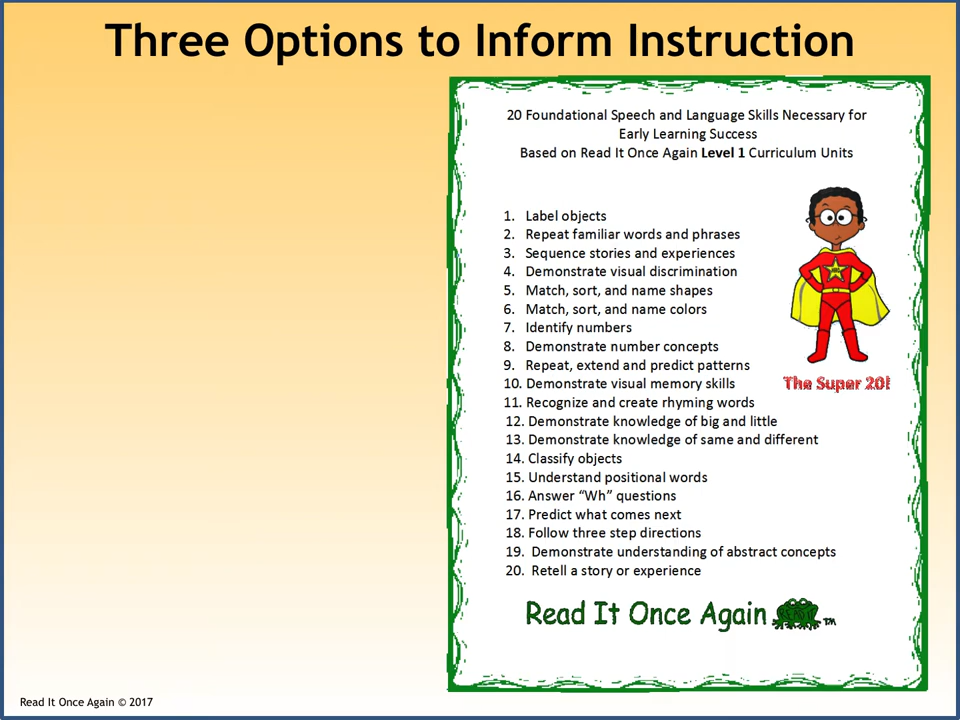 Three Options to Inform Instruction
20 Foundational Speech and Language Skills Necessary for
Early Learning Success
Based on Read It Once Again Level 1 Curriculum Units
1. Label objects
2. Repeat familiar words and phrases
3. Sequence stories and experiences
4. Demonstrate visual discrimination
5. Match, sort, and name shapes
6. Match, sort, and name colors
7. Identify numbers
8. Demonstrate number concepts
9. Repeat, extend and predict patterns
10. Demonstrate visual memory skills
11. Recognize and create rhyming words
12. Demonstrate knowledge of big and little
13. Demonstrate knowledge of same and different
14. Classify objects
15. Understand positional words
16. Answer “Wh” questions
17. Predict what comes next
18. Follow three step directions
19. Demonstrate understanding of abstract concepts
20. Retell a story or experience
The Super 20!
Read It Once Again TM
Read It Once Again © 2017